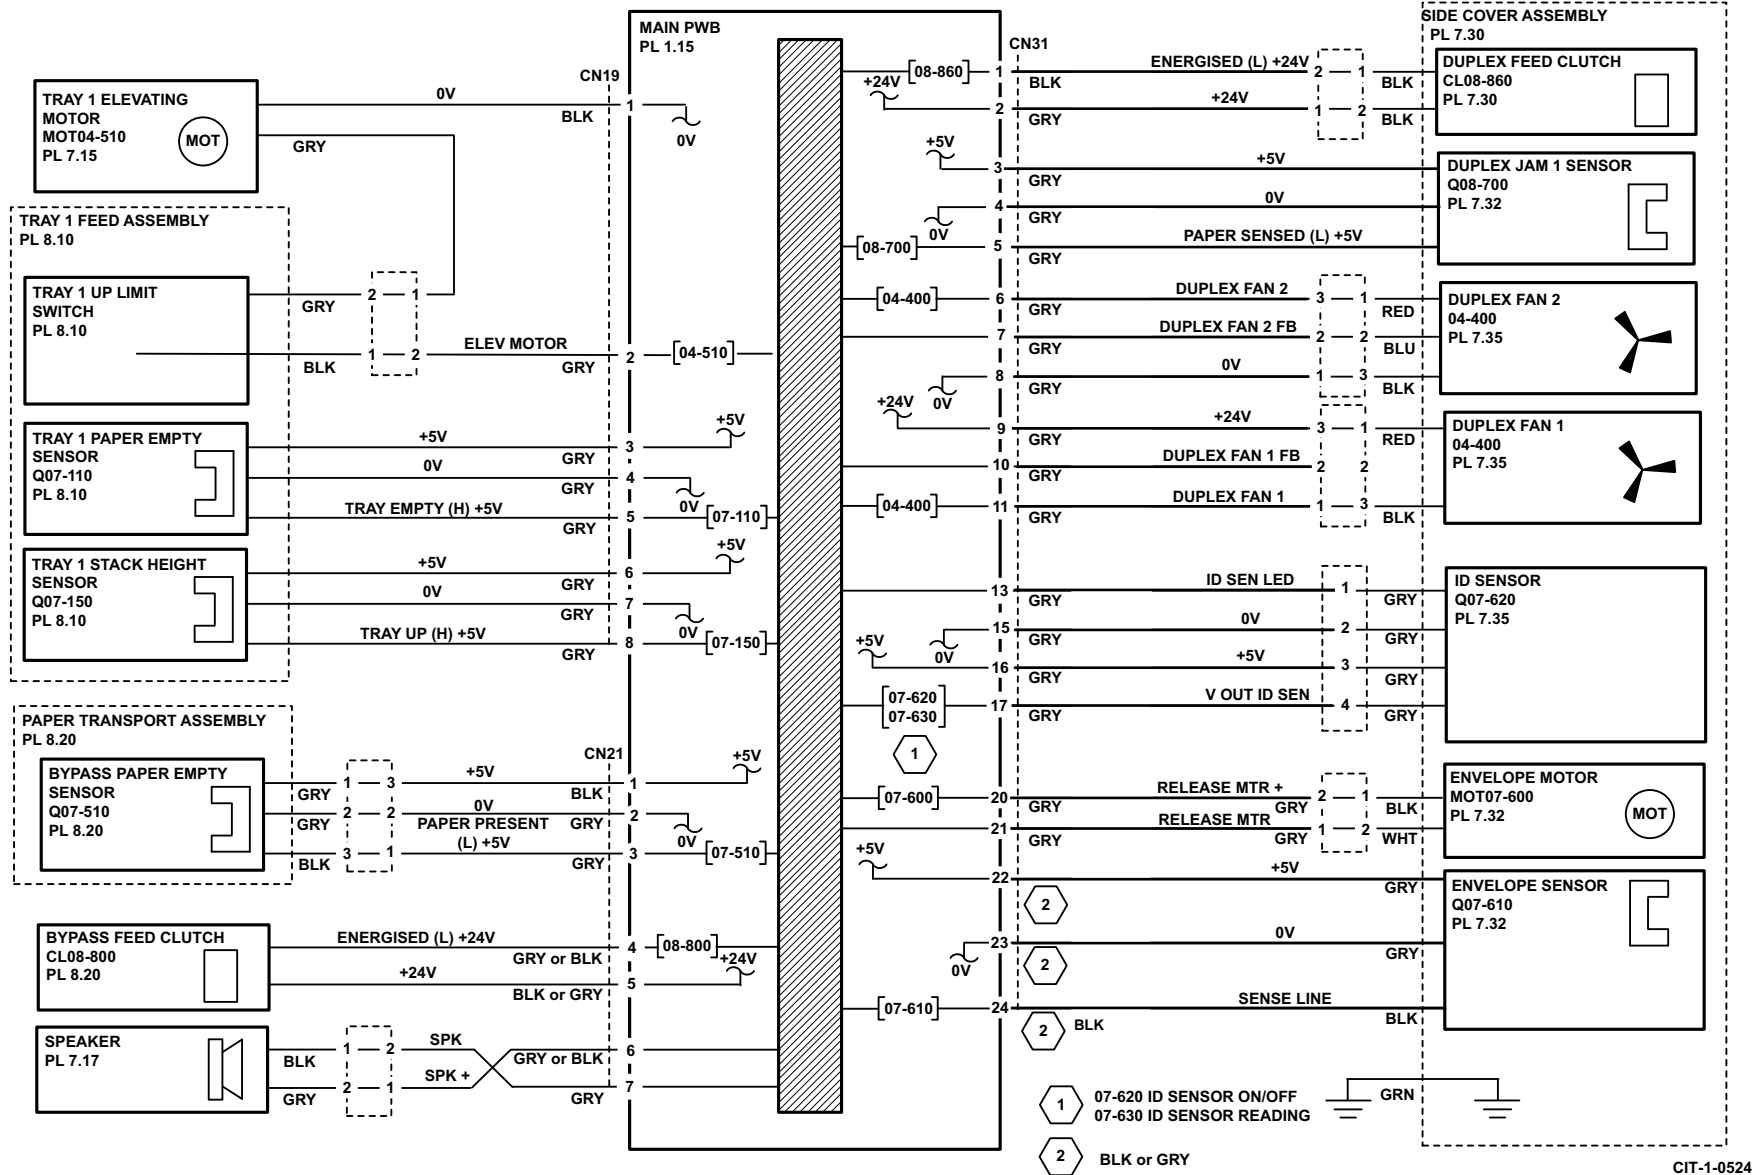 MAIN PWB
PL 1.15
CN19
CN31
TRAY 1 ELEVATING
MOTOR
MOT04-510
PL 7.15
MOT
0V
BLK
1
0V
GRY
TRAY 1 FEED ASSEMBLY
PL 8.10
TRAY 1 UP LIMIT
SWITCH
PL 8.10
GRY
2 1
BLK
1 2
ELEV MOTOR
GRY
2
04-510
TRAY 1 PAPER EMPTY
SENSOR
Q07-110
PL 8.10
+5V
GRY
3
+5V
0V
GRY
4
0V
TRAY EMPTY (H) +5V
GRY
5
07-110
TRAY 1 STACK HEIGHT
SENSOR
Q07-150
PL 8.10
+5V
GRY
6
+5V
0V
GRY
7
0V
TRAY UP (H) +5V
GRY
8
07-150
PAPER TRANSPORT ASSEMBLY
PL 8.20
CN21
BYPASS PAPER EMPTY
SENSOR
Q07-510
PL 8.20
GRY
1 3
+5V
BLK
1
+5V
GRY
2 2
0V
GRY
2
0V
BLK
3 1
PAPER PRESENT
(L) +5V
GRY
3
07-510
BYPASS FEED CLUTCH
CL08-800
PL 8.20
ENERGISED (L) +24V
GRY or BLK
4
08-800
+24V
BLK or GRY
5
+24V
SPEAKER
PL 7.17
BLK
1 2
SPK
GRY or BLK
6
GRY
2 1
SPK +
GRY
7
SIDE COVER ASSEMBLY
PL 7.30
08-860
1
BLK
ENERGISED (L) +24V
2 1
BLK
+24V
2
GRY
+24V
1 2
BLK
DUPLEX FEED CLUTCH
CL08-860
PL 7.30
+5V
3
GRY
+5V
0V
4
GRY
0V
08-700
5
GRY
PAPER SENSED (L) +5V
DUPLEX JAM 1 SENSOR
Q08-700
PL 7.32
04-400
6
GRY
DUPLEX FAN 2
3 1
RED
7
GRY
DUPLEX FAN 2 FB
2 2
BLU
0V
8
GRY
0V
1 3
BLK
DUPLEX FAN 2
04-400
PL 7.35
+24V
9
GRY
+24V
3 1
RED
10
GRY
DUPLEX FAN 1 FB
2 2
04-400
11
GRY
DUPLEX FAN 1
1 3
BLK
DUPLEX FAN 1
04-400
PL 7.35
13
GRY
ID SEN LED
1
GRY
0V
15
GRY
0V
2
GRY
+5V
16
GRY
+5V
3
GRY
07-620
07-630
17
GRY
V OUT ID SEN
4
GRY
1
ID SENSOR
Q07-620
PL 7.35
07-600
20
GRY
RELEASE MTR +
GRY
2 1
BLK
21
GRY
RELEASE MTR
GRY
1 2
WHT
ENVELOPE MOTOR
MOT07-600
PL 7.32
MOT
+5V
22
2
+5V
GRY
0V
23
2
0V
GRY
07-610
24
2
BLK
SENSE LINE
BLK
ENVELOPE SENSOR
Q07-610
PL 7.32
1
07-620 ID SENSOR ON/OFF
07-630 ID SENSOR READING
GRN
2
BLK or GRY
CIT-1-0524